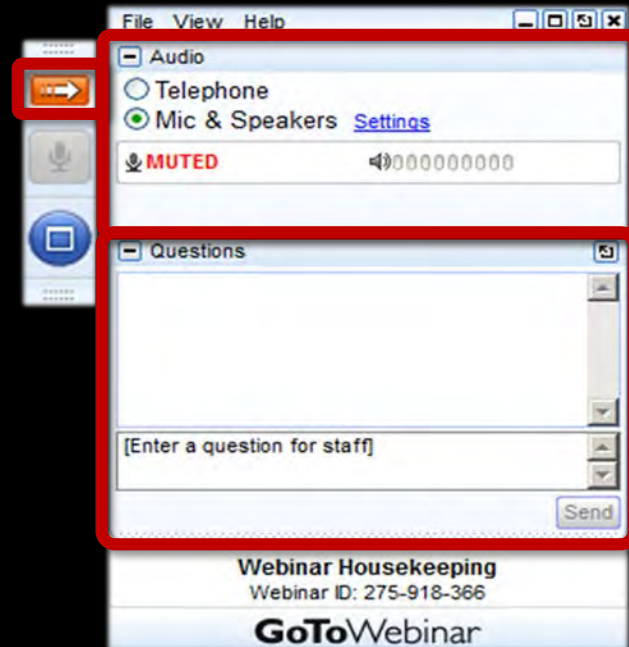 File View Help
Audio
Telephone
Mic & Speakers Settings
MUTED
Questions
[Enter a question for staff]
Send
Webinar Housekeeping
Webinar ID: 275-918-366
GoToWebinar